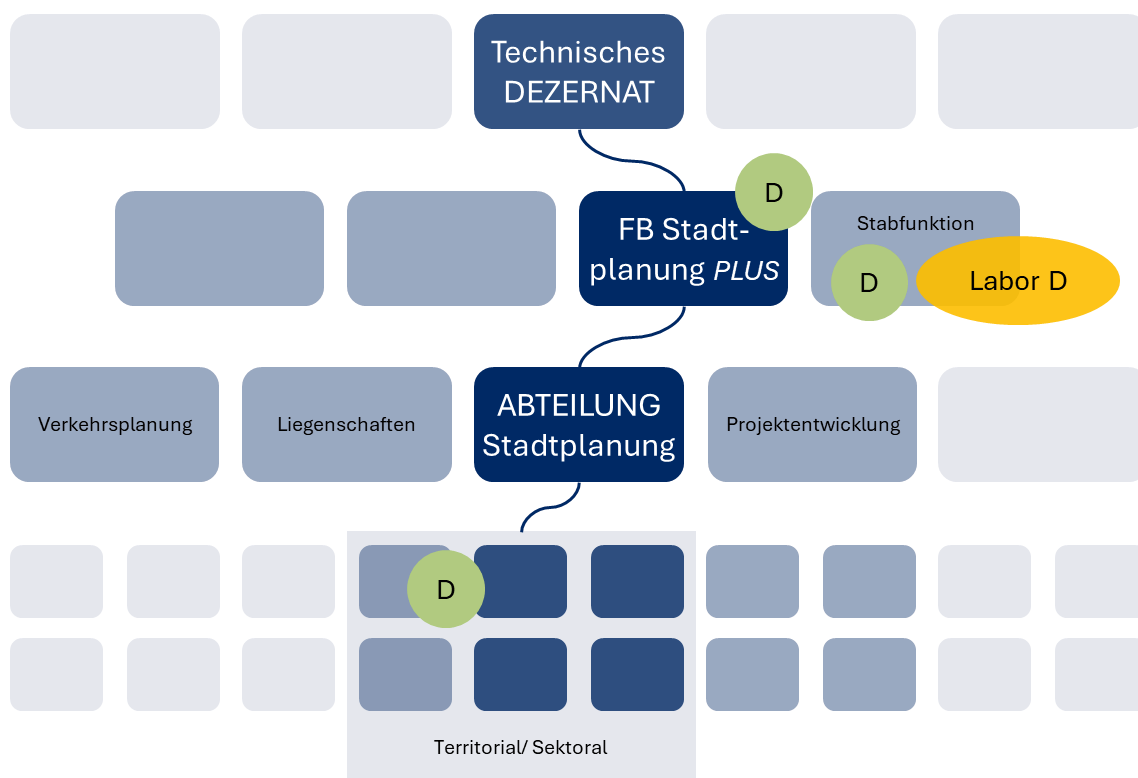 Technisches
DEZERNAT
D
FB Stadt-
planung PLUS
Stabfunktion
D
Labor D
Verkehrsplanung
Liegenschaften
ABTEILUNG
Stadtplanung
Projektentwicklung
D
Territorial/ Sektoral